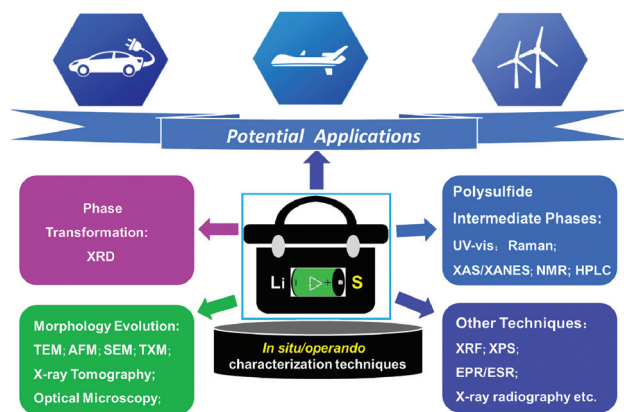 Potential Applications
Phase
Transformation:
XRD
Polysulfide
Intermediate Phases:
UV-vis; Raman;
XAS/XANES; NMR; HPLC
Li - + S
Morphology Evolution:
TEM; AFM; SEM; TXM;
X-ray Tomography;
Optical Microscopy;
In situ/operando
characterization techniques
Other Techniques:
XRF; XPS;
EPR/ESR;
X-ray radiography etc.